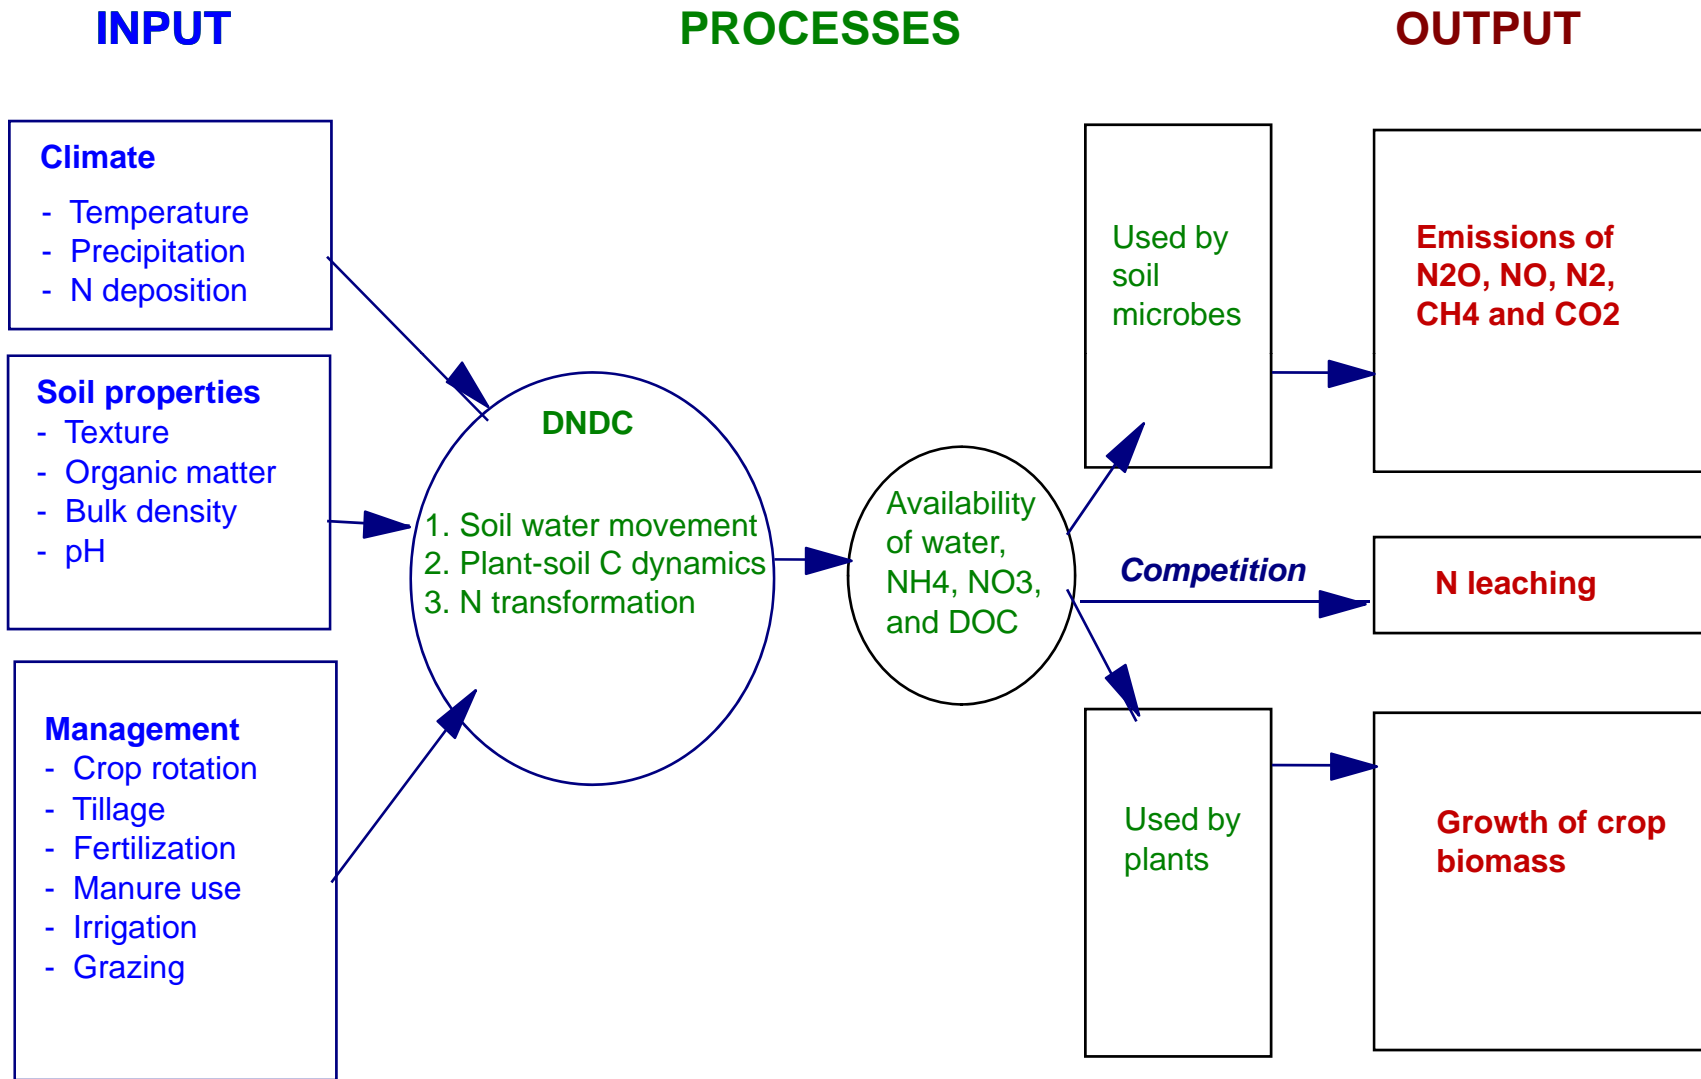 INPUT
PROCESSES
OUTPUT
Climate
- Temperature
- Precipitation
- N deposition
Soil properties
- Texture
- Organic matter
- Bulk density
- pH
Management
- Crop rotation
- Tillage
- Fertilization
- Manure use
- Irrigation
- Grazing
DNDC
1. Soil water movement
2. Plant-soil C dynamics
3. N transformation
Availability
of water,
NH4, NO3,
and DOC
Used by
soil
microbes
Competition
Used by
plants
Emissions of
N2O, NO, N2,
CH4 and CO2
N leaching
Growth of crop
biomass